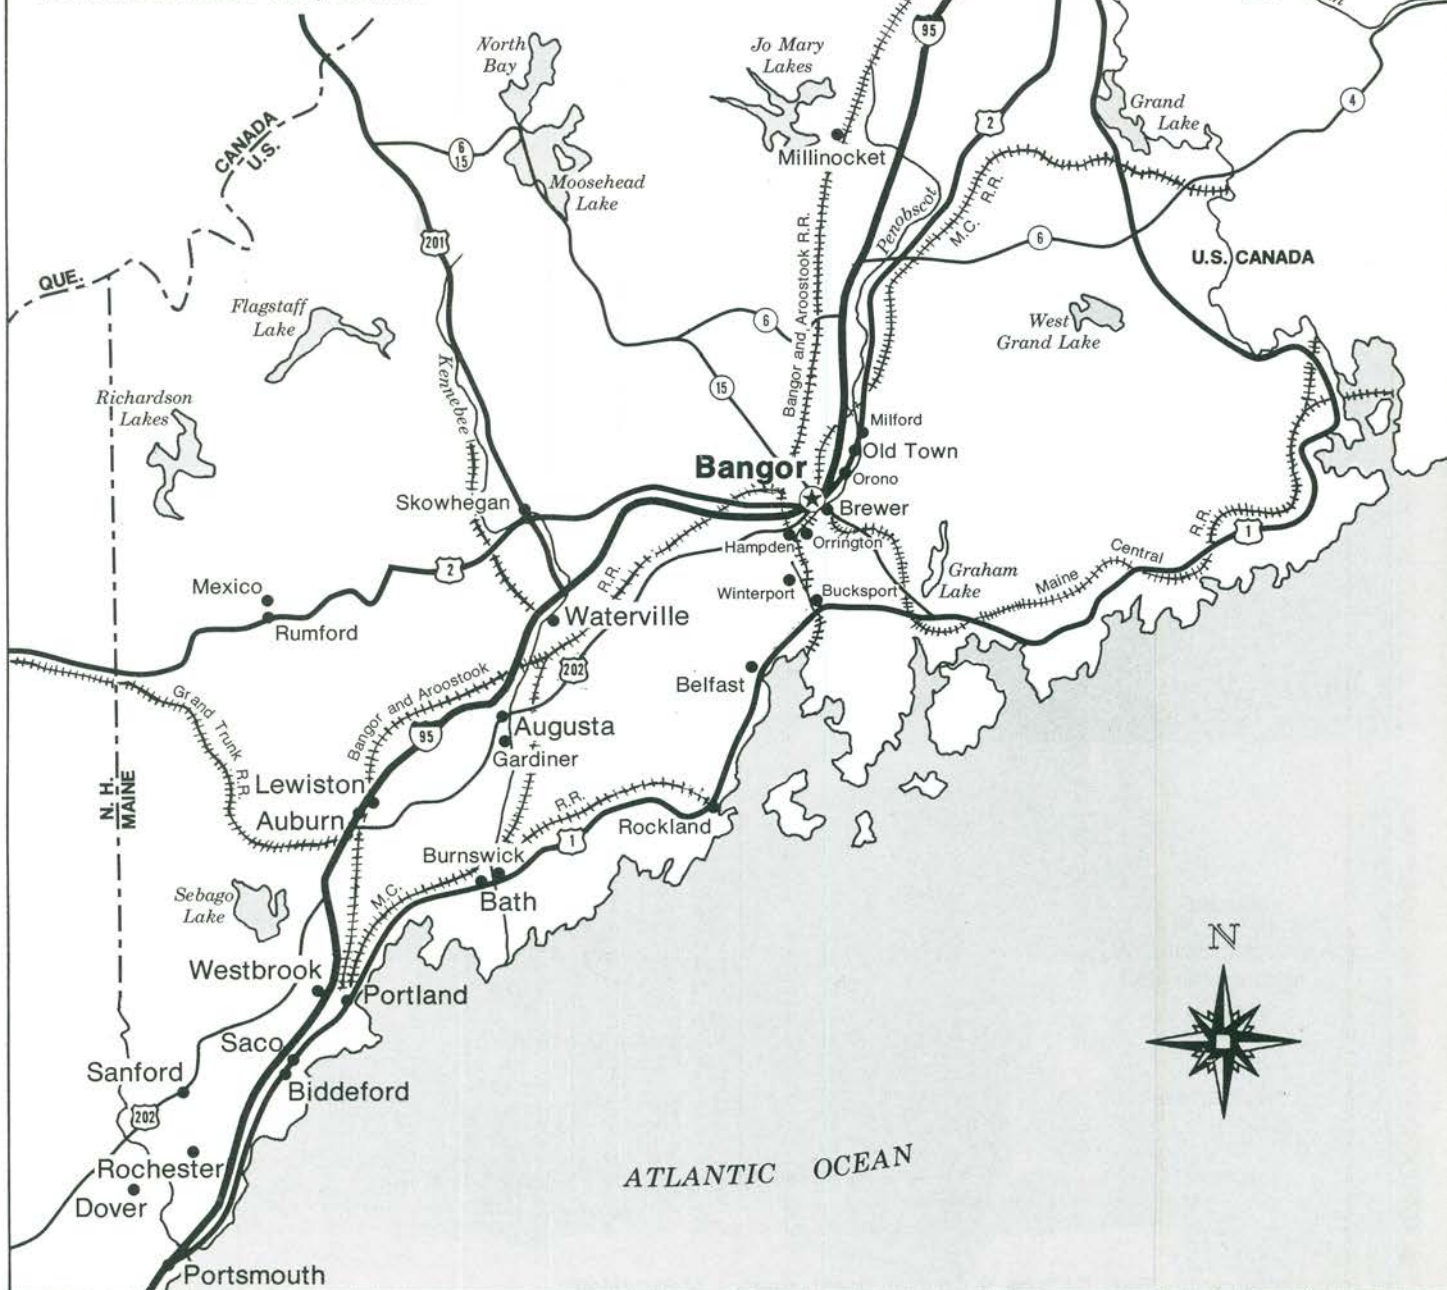 North
Bay
Jo Mary
Lakes
95
Grand
Lake
4
2
CANADA
U.S.
6
15
Millinocket
Moosehead
Lake
Penobscot
M.C. R.R.
6
201
Bangor and Aroostook R.R.
U.S. CANADA
QUE.
Flagstaff
Lake
6
West
Grand Lake
Kennebec
15
Richardson
Lakes
Milford
Old Town
Bangor
Orono
Skowhegan
Brewer
Hampden
Orrington
R.R.
1
Central
Maine
Graham
Lake
2
R.R.
Mexico
Winterport
Bucksport
Rumford
Waterville
202
Belfast
Grand Trunk R.R.
Bangor and Aroostook
95
Augusta
Gardiner
N. H.
MAINE
Lewiston
Auburn
R.R.
Rockland
1
Burnswick
M.C.
Bath
Sebago
Lake
N
Westbrook
Portland
Saco
Sanford
Biddeford
202
ATLANTIC OCEAN
Rochester
Dover
Portsmouth